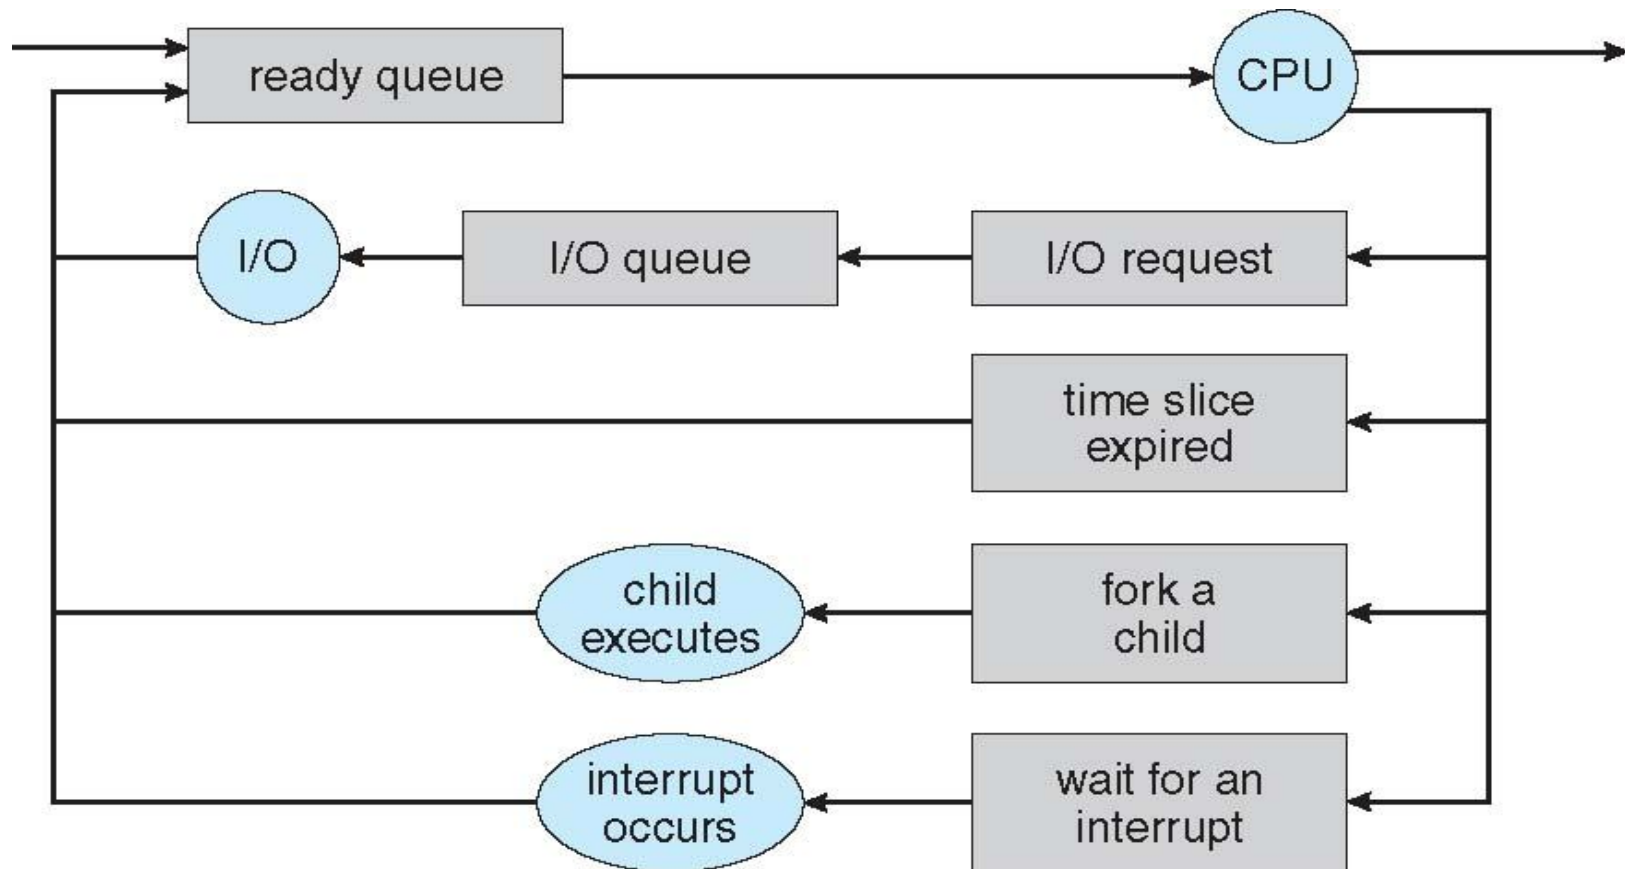 ready queue
CPU
I/O
I/O queue
I/O request
time slice
expired
child
executes
fork a
child
interrupt
occurs
wait for an
interrupt